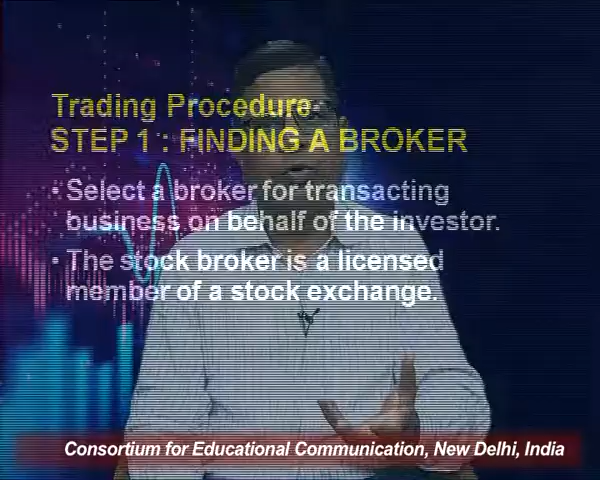 Trading Procedure
STEP 1 : FINDING A BROKER
• Select a broker for transacting
business on behalf of the investor.
• The stock broker is a licensed
member of a stock exchange.
Consortium for Educational Communication, New Delhi, India